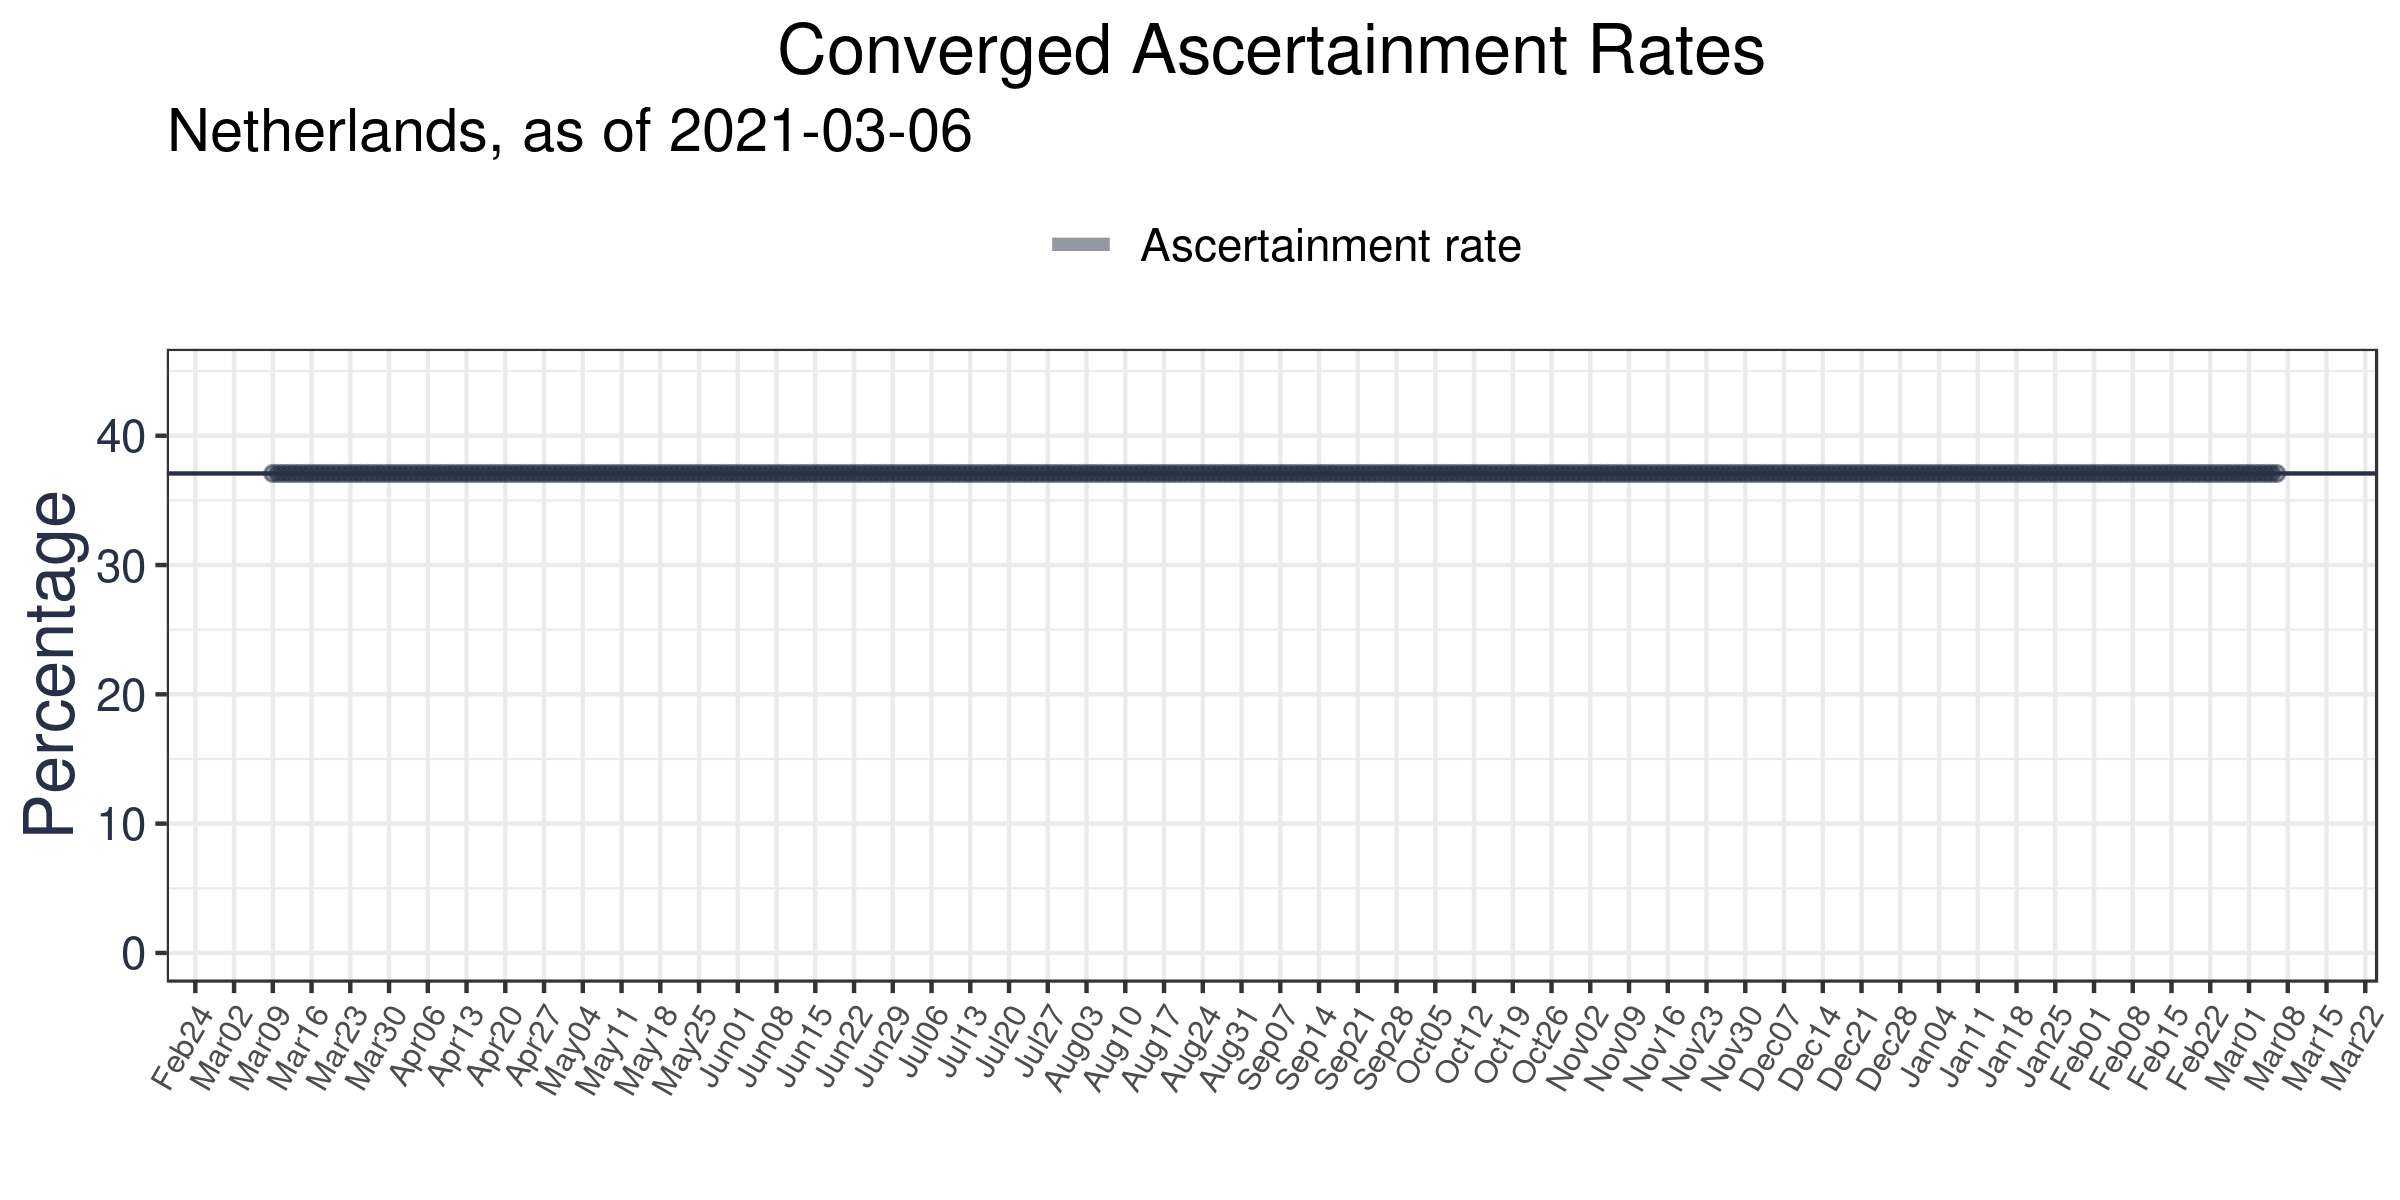 Converged Ascertainment Rates
Netherlands, as of 2021-03-06
Ascertainment rate
Percentage
40
30
20
10
0
Feb24 Mar02 Mar09 Mar16 Mar23 Mar30 Apr06 Apr13 Apr20 Apr27 May04 May11 May18 May25 Jun01 Jun08 Jun15 Jun22 Jun29 Jul06 Jul13 Jul20 Jul27 Aug03 Aug10 Aug17 Aug24 Aug31 Sep07 Sep14 Sep21 Sep28 Oct05 Oct12 Oct19 Oct26 Nov02 Nov09 Nov16 Nov23 Nov30 Dec07 Dec14 Dec21 Dec28 Jan04 Jan11 Jan18 Jan25 Feb01 Feb08 Feb15 Feb22 Mar01 Mar08 Mar15 Mar22